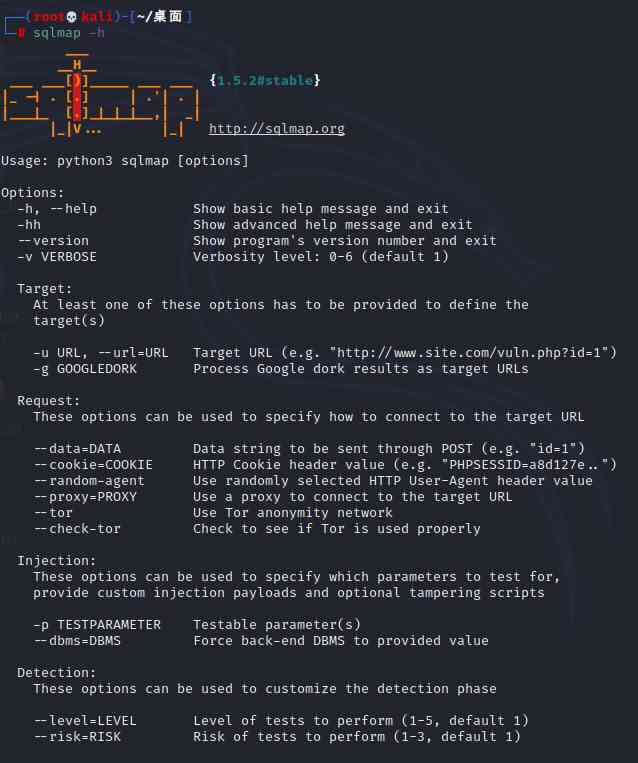 (root💀kali)-[~/桌面]
# sqlmap -h
        ___
       __H__
 ___ ___[)]_____ ___ ___  {1.5.2#stable}
|_ -| . [.]     | .'| . |
|___|_  [,]_|_|_|__,|  _|
      |_|V...       |_|   http://sqlmap.org
Usage: python3 sqlmap [options]
Options:
-h, --help Show basic help message and exit
-hh Show advanced help message and exit
--version Show program's version number and exit
-v VERBOSE Verbosity level: 0-6 (default 1)
Target:
At least one of these options has to be provided to define the
target(s)
-u URL, --url=URL Target URL (e.g. "http://www.site.com/vuln.php?id=1")
-g GOOGLEDORK Process Google dork results as target URLs
Request:
These options can be used to specify how to connect to the target URL
--data=DATA Data string to be sent through POST (e.g. "id=1")
--cookie=COOKIE HTTP Cookie header value (e.g. "PHPSESSID=a8d127e..")
--random-agent Use randomly selected HTTP User-Agent header value
--proxy=PROXY Use a proxy to connect to the target URL
--tor Use Tor anonymity network
--check-tor Check to see if Tor is used properly
Injection:
These options can be used to specify which parameters to test for,
provide custom injection payloads and optional tampering scripts
-p TESTPARAMETER Testable parameter(s)
--dbms=DBMS Force back-end DBMS to provided value
Detection:
These options can be used to customize the detection phase
--level=LEVEL Level of tests to perform (1-5, default 1)
--risk=RISK Risk of tests to perform (1-3, default 1)